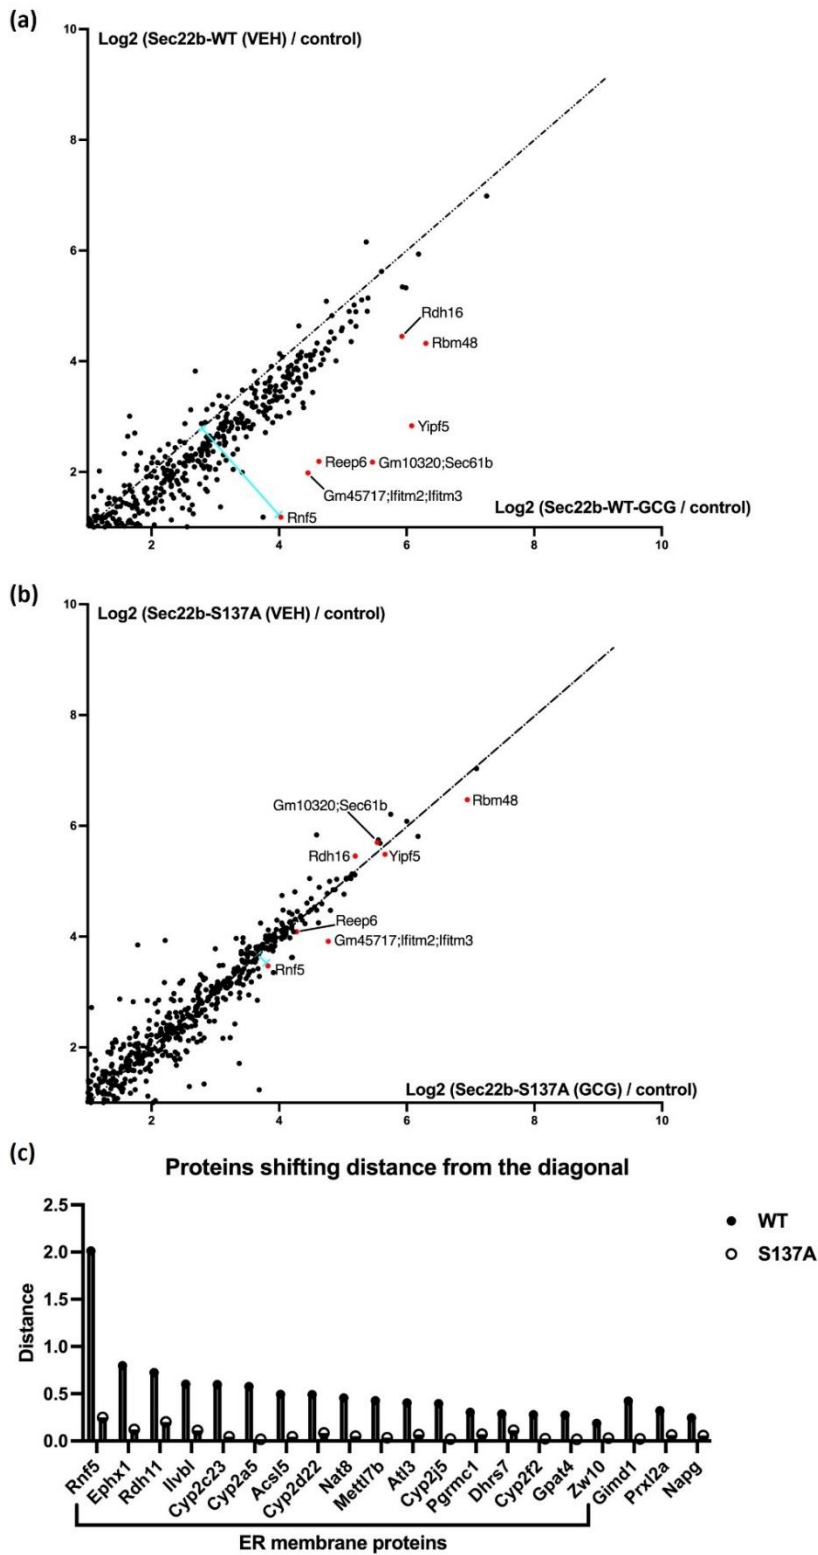 (a)
Log2 (Sec22b-WT (VEH) / control)
10
8
6
4
2
Rdh16
Rbm48
Yipf5
Reep6
Gm10320;Sec61b
Gm45717;Ifitm2;Ifitm3
Rnf5
Log2 (Sec22b-WT-GCG / control)
2 4 6 8 10
(b)
Log2 (Sec22b-S137A (VEH) / control)
10
8
6
4
2
Rbm48
Gm10320;Sec61b
Rdh16
Yipf5
Reep6
Gm45717;Ifitm2;Ifitm3
Rnf5
Log2 (Sec22b-S137A (GCG) / control)
2 4 6 8 10
(c)
Proteins shifting distance from the diagonal
WT
S137A
Distance
2.5
2.0
1.5
1.0
0.5
0.0
Rnf5
Ephx1
Rdh11
Ilvbl
Cyp2c23
Cyp2a5
Acsl5
Cyp2d22
Nat8
Mettl7b
Atl3
Cyp2j5
Pgrmc1
Dhrs7
Cyp2f2
Gpat4
Zw10
Gimd1
Prxl2a
Napg
ER membrane proteins